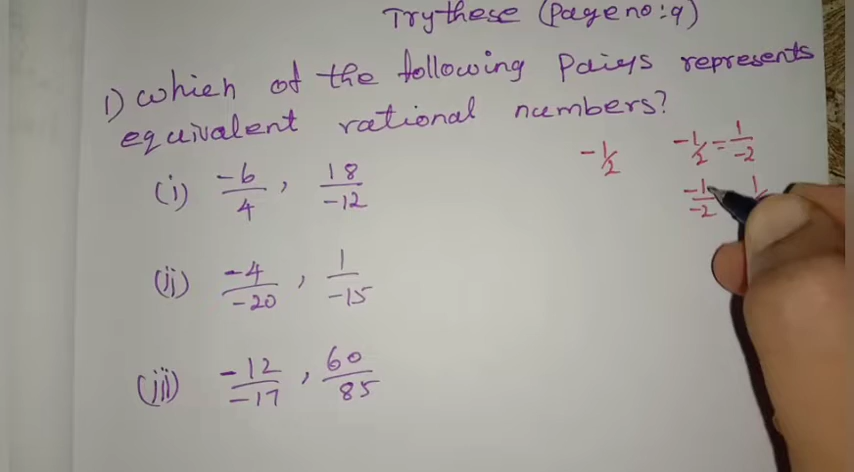 Try these (Page no: 9)
1) which of the following Pairs represents
equivalent rational numbers?
(i) -6/4, 18/-12
(ii) -4/-20, 1/-15
(iii) -12/-17, 60/85
-1/2
-1/2 = 1/-2
-1/-2